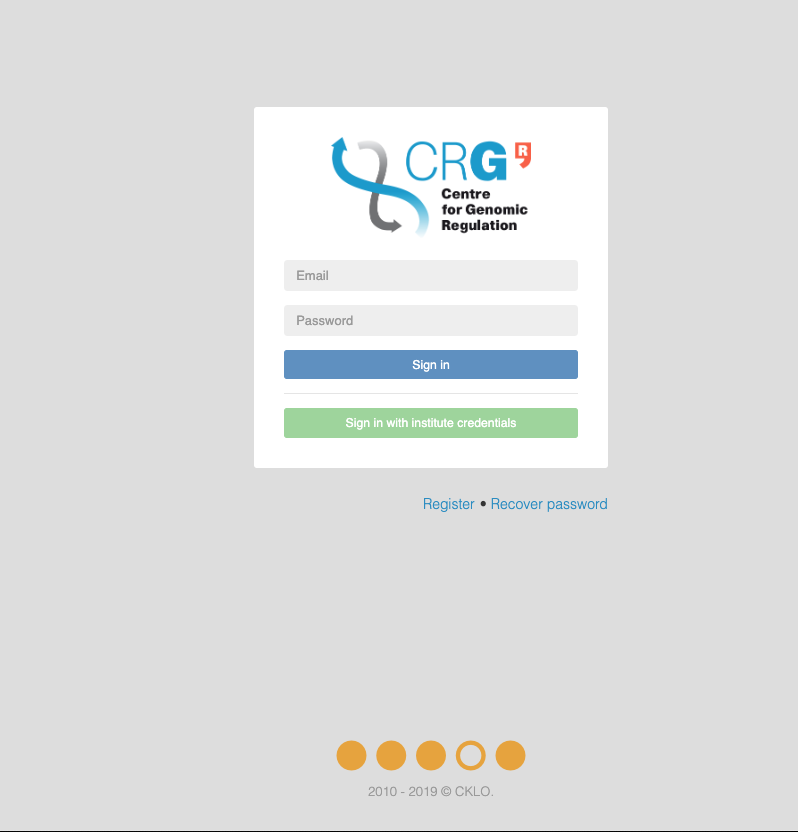 CRG R
Centre
for Genomic
Regulation
Email
Password
Sign in
Sign in with institute credentials
Register • Recover password
2010 - 2019 © CKLO.